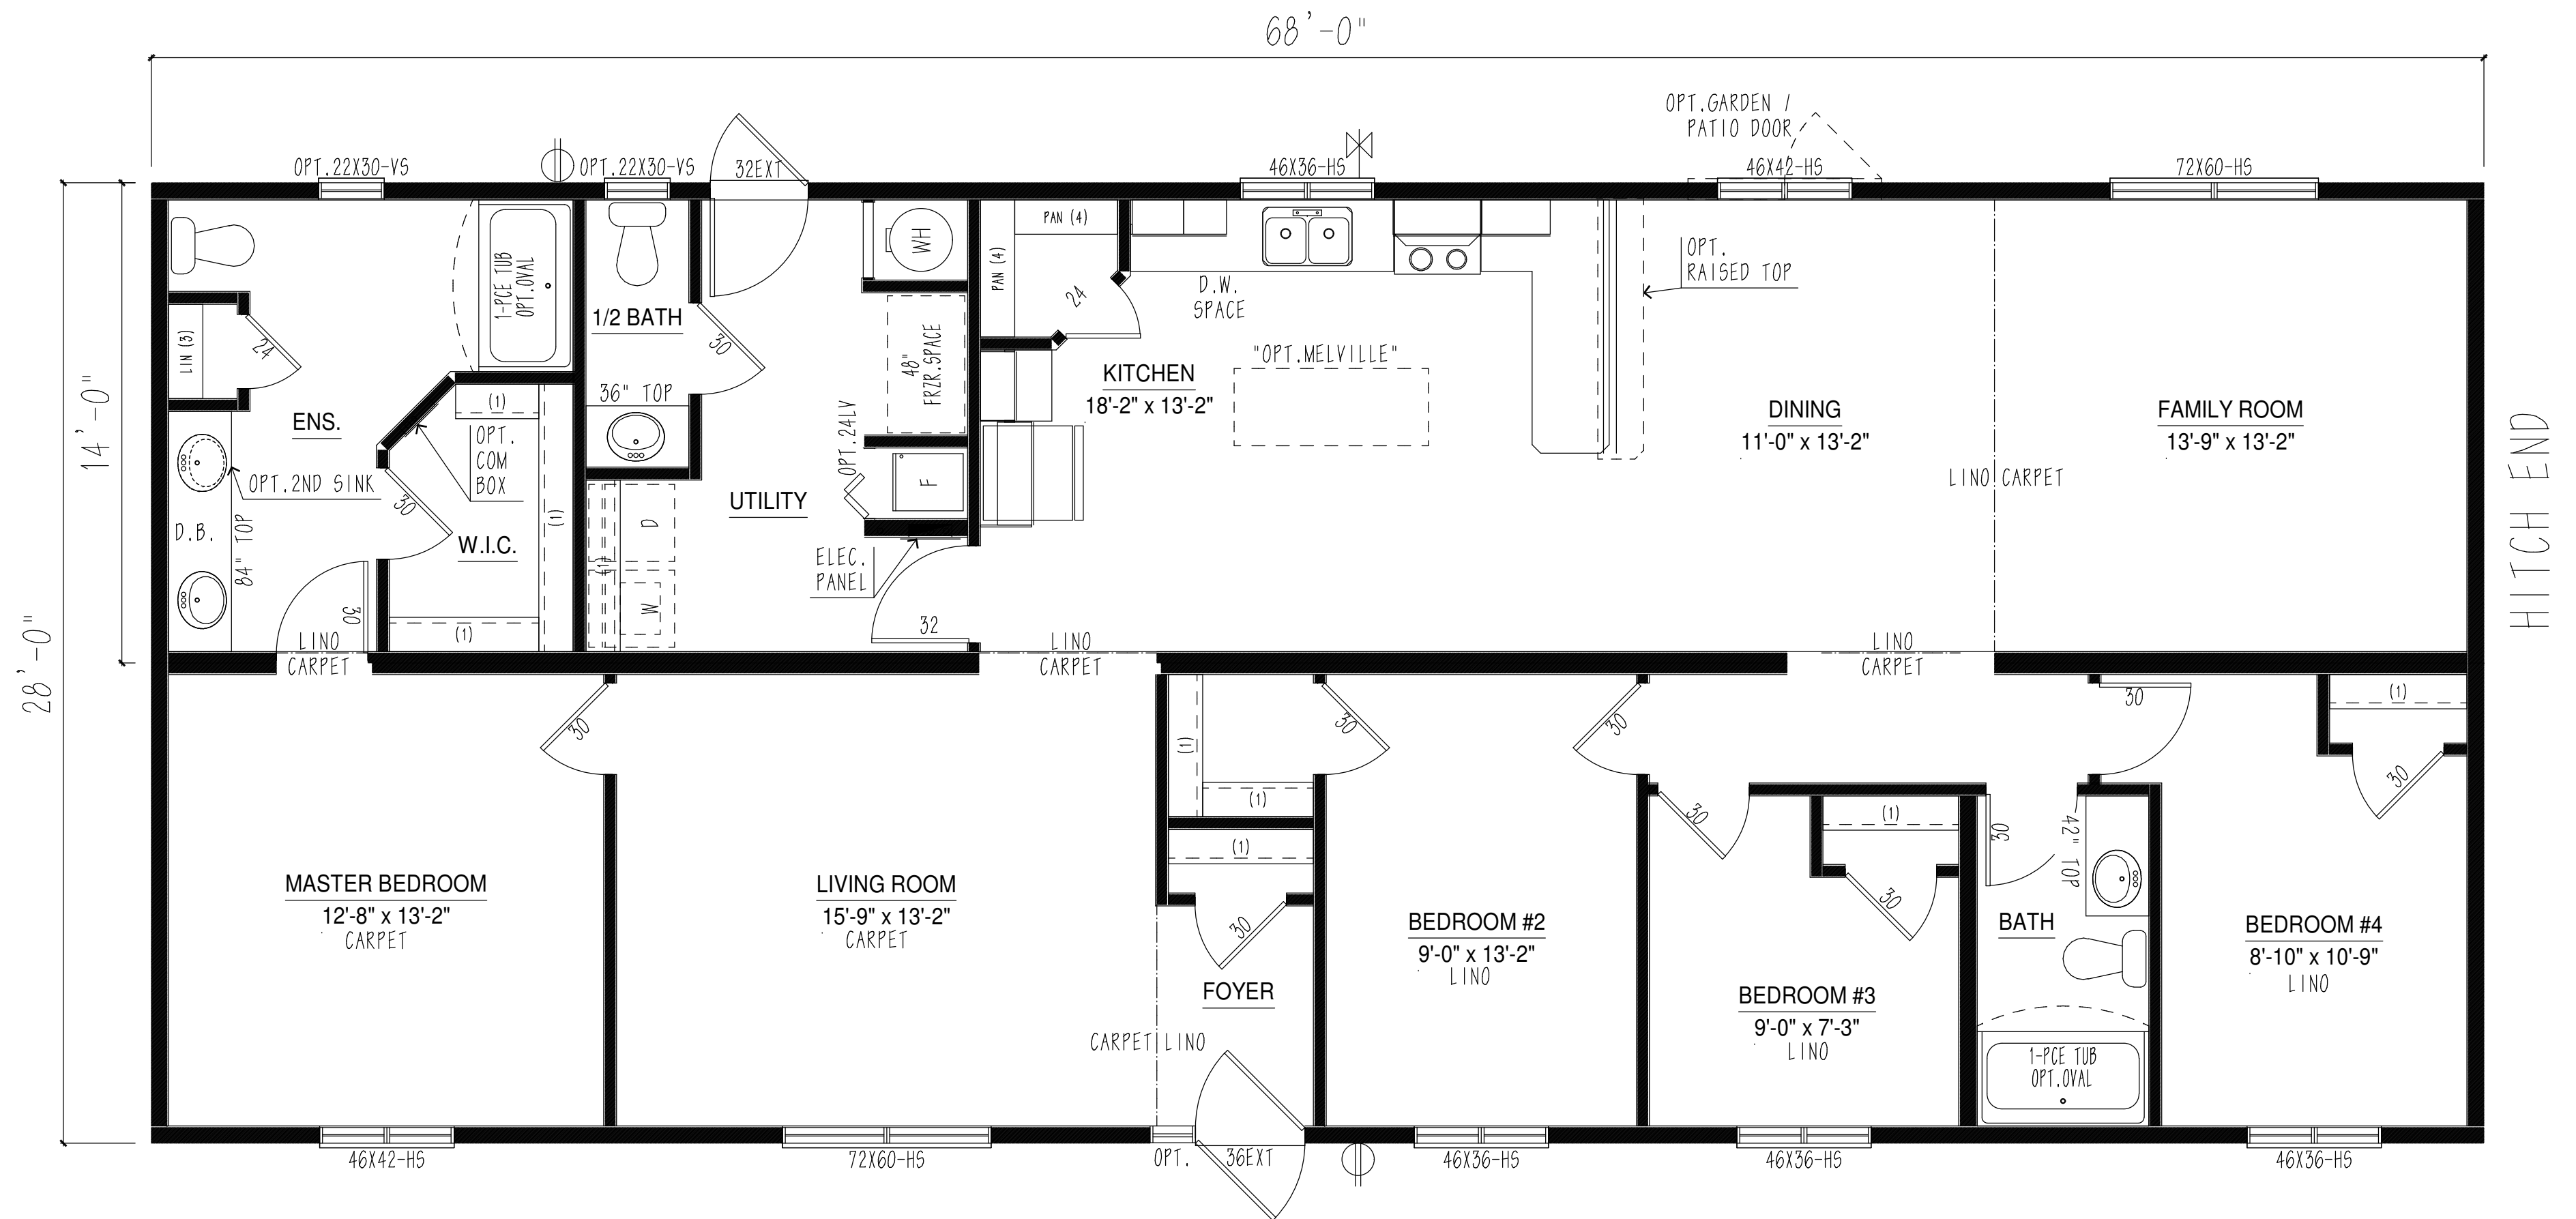 68'-0"
OPT.GARDEN /
PATIO DOOR
OPT.22X30-VS
OPT.22X30-VS
32EXT
46X36-HS
46X42-HS
72X60-HS
PAN (4)
PAN (4)
WH
1-PCE TUB
OPT.OVAL
OPT.
RAISED TOP
D.W.
SPACE
24
1/2 BATH
30
48"
FRZR.SPACE
LIN (3)
24
"OPT.MELVILLE"
KITCHEN
18'-2" x 13'-2"
36" TOP
(1)
ENS.
OPT.
COM
BOX
OPT.24LV
DINING
11'-0" x 13'-2"
FAMILY ROOM
13'-9" x 13'-2"
14'-0"
HITCH END
OPT.2ND SINK
30
UTILITY
F
LINO CARPET
D.B.
84" TOP
W.I.C.
(1)
D
(1)
W
ELEC.
PANEL
30
(1)
32
28'-0"
LINO
CARPET
LINO
CARPET
LINO
CARPET
30
(1)
30
30
30
(1)
(1)
30
30
(1)
30
42" TOP
(1)
30
30
MASTER BEDROOM
12'-8" x 13'-2"
CARPET
LIVING ROOM
15'-9" x 13'-2"
CARPET
FOYER
CARPET LINO
BEDROOM #2
9'-0" x 13'-2"
LINO
BEDROOM #3
9'-0" x 7'-3"
LINO
BATH
BEDROOM #4
8'-10" x 10'-9"
LINO
1-PCE TUB
OPT.OVAL
46X42-HS
72X60-HS
OPT.
36EXT
46X36-HS
46X36-HS
46X36-HS